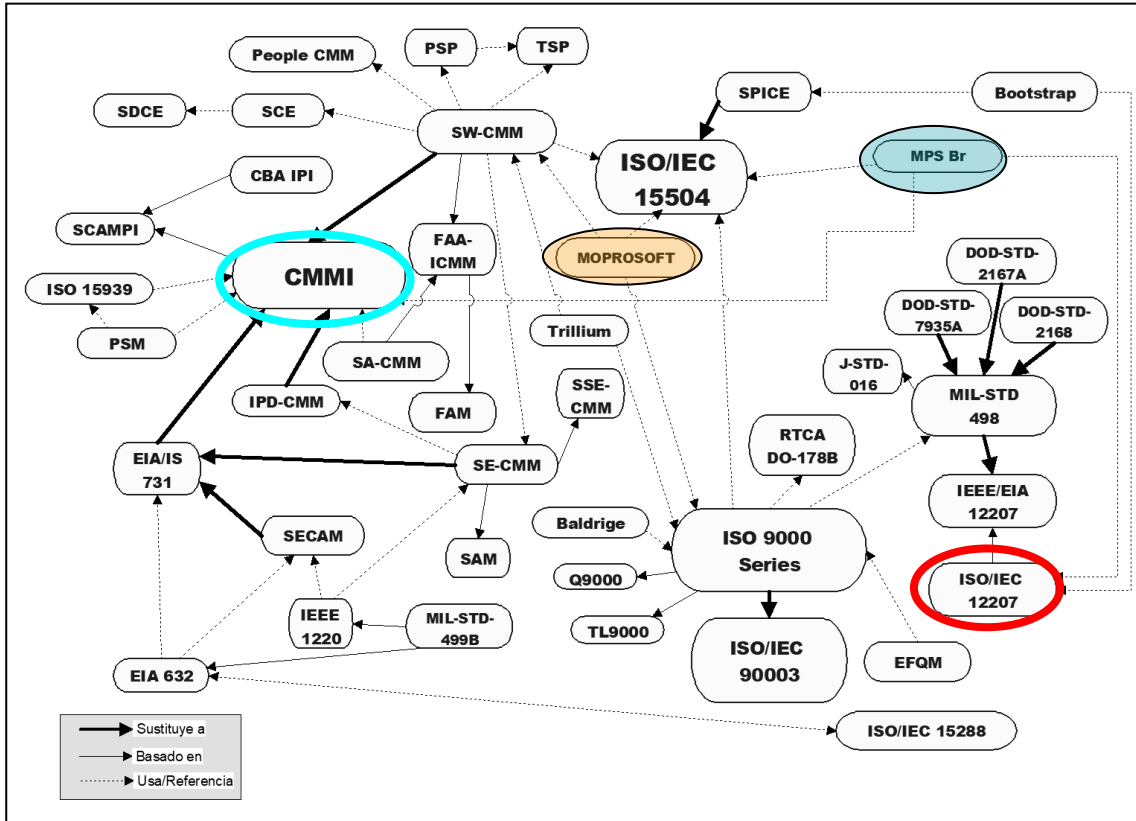 People CMM
PSP
TSP
SPICE
Bootstrap
SDCE
SCE
SW-CMM
ISO/IEC
15504
MPS Br
CBA IPI
SCAMPI
FAA-
ICMM
MOPROSOFT
CMMI
ISO 15939
PSM
SA-CMM
Trillium
DOD-STD-
2167A
DOD-STD-
7935A
DOD-STD-
2168
J-STD-
016
MIL-STD
498
IPD-CMM
FAM
SSE-
CMM
RTCA
DO-178B
EIA/IS
731
SE-CMM
IEEE/EIA
12207
SECAM
SAM
Baldrige
ISO 9000
Series
Q9000
ISO/IEC
12207
IEEE
1220
MIL-STD-
499B
TL9000
ISO/IEC
90003
EFQM
EIA 632
ISO/IEC 15288
Sustituye a
Basado en
Usa/Referencia